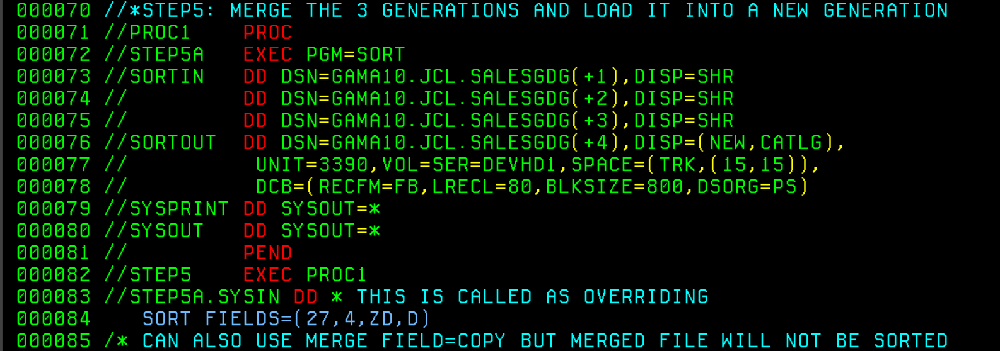 000070 //*STEP5: MERGE THE 3 GENERATIONS AND LOAD IT INTO A NEW GENERATION
000071 //PROC1    PROC
000072 //STEP5A   EXEC PGM=SORT
000073 //SORTIN   DD DSN=GAMA10.JCL.SALESGDG(+1),DISP=SHR
000074 //         DD DSN=GAMA10.JCL.SALESGDG(+2),DISP=SHR
000075 //         DD DSN=GAMA10.JCL.SALESGDG(+3),DISP=SHR
000076 //SORTOUT  DD DSN=GAMA10.JCL.SALESGDG(+4),DISP=(NEW,CATLG),
000077 //          UNIT=3390,VOL=SER=DEVHD1,SPACE=(TRK,(15,15)),
000078 //          DCB=(RECFM=FB,LRECL=80,BLKSIZE=800,DSORG=PS)
000079 //SYSPRINT DD SYSOUT=*
000080 //SYSOUT   DD SYSOUT=*
000081 //         PEND
000082 //STEP5    EXEC PROC1
000083 //STEP5A.SYSIN DD * THIS IS CALLED AS OVERRIDING
000084    SORT FIELDS=(27,4,ZD,D)
000085 /* CAN ALSO USE MERGE FIELD=COPY BUT MERGED FILE WILL NOT BE SORTED